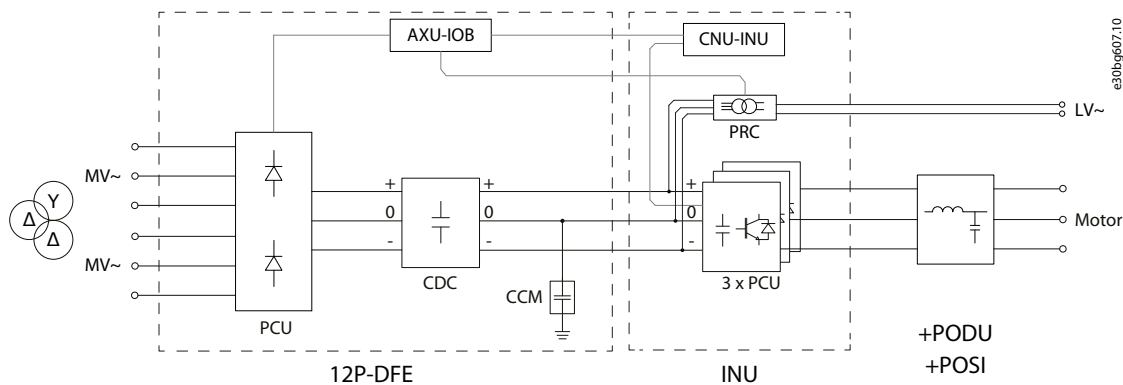 AXU-IOB
CNU-INU
e30bg607.10
PRC
LV~
MV~
Y
Δ
Δ
MV~
PCU
+
0
-
CDC
+
0
-
CCM
+
0
-
3 x PCU
Motor
12P-DFE
INU
+PODU
+POSI